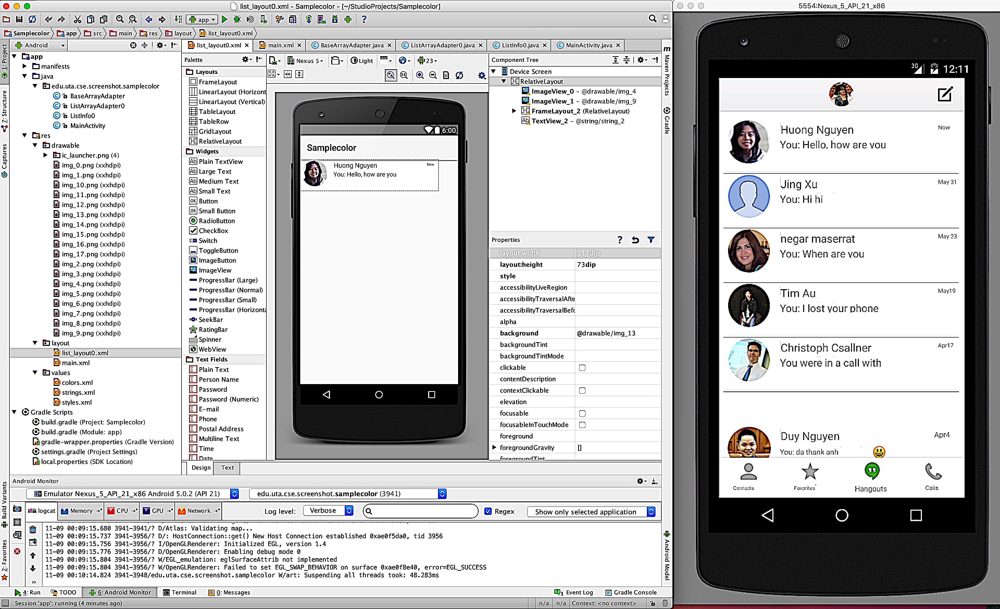 list_layout0.xml - Samplecolor - [~/StudioProjects/Samplecolor]
app
Samplecolor
app
src
main
res
layout
list_layout0.xml
1: Project
Z: Structure
Captures
Build Variants
2: Favorites
Android
app
manifests
java
edu.uta.cse.screenshot.samplecolor
BaseArrayAdapter
ListArrayAdapter0
ListInfo0
MainActivity
res
drawable
ic_launcher.png (4)
img_0.png (xxhdpi)
img_1.png (xxhdpi)
img_10.png (xxhdpi)
img_11.png (xxhdpi)
img_12.png (xxhdpi)
img_13.png (xxhdpi)
img_14.png (xxhdpi)
img_15.png (xxhdpi)
img_16.png (xxhdpi)
img_17.png (xxhdpi)
img_2.png (xxhdpi)
img_3.png (xxhdpi)
img_4.png (xxhdpi)
img_5.png (xxhdpi)
img_6.png (xxhdpi)
img_7.png (xxhdpi)
img_8.png (xxhdpi)
img_9.png (xxhdpi)
layout
list_layout0.xml
main.xml
values
colors.xml
strings.xml
styles.xml
Gradle Scripts
build.gradle (Project: Samplecolor)
build.gradle (Module: app)
gradle-wrapper.properties (Gradle Version)
settings.gradle (Project Settings)
local.properties (SDK Location)
list_layout0.xml
main.xml
BaseArrayAdapter.java
ListArrayAdapter0.java
ListInfo0.java
MainActivity.java
Palette
Layouts
FrameLayout
LinearLayout (Horizont
LinearLayout (Vertical)
TableLayout
TableRow
GridLayout
RelativeLayout
Widgets
Plain TextView
Large Text
Medium Text
Small Text
Button
Small Button
RadioButton
CheckBox
Switch
ToggleButton
ImageButton
ImageView
ProgressBar (Large)
ProgressBar (Normal)
ProgressBar (Small)
ProgressBar (Horizonta
SeekBar
RatingBar
Spinner
WebView
Text Fields
Plain Text
Person Name
Password
Password (Numeric)
E-mail
Phone
Postal Address
Multiline Text
Time
Date
Nexus 5
Light
23
6:00
Samplecolor
Huong Nguyen
Now
You: Hello, how are you
Design
Text
Component Tree
Device Screen
RelativeLayout
ImageView_0 – @drawable/img_4
ImageView_1 – @drawable/img_9
FrameLayout_2 (RelativeLayout)
TextView_2 – @string/string_2
Properties
layout:width 317dip
layout:height 73dip
style
accessibilityLiveRegion
accessibilityTraversalAfte
accessibilityTraversalBefo
alpha
background @drawable/img_13
backgroundTint
backgroundTintMode
clickable
contentDescription
contextClickable
elevation
focusable
focusableInTouchMode
foreground
foregroundGravity []
foregroundTint
m Maven Projects
Gradle
Android Model
Android Monitor
Emulator Nexus_5_API_21_x86 Android 5.0.2 (API 21)
edu.uta.cse.screenshot.samplecolor (3941)
logcat
Memory
CPU
GPU
Network
Log level:
Verbose
Regex
Show only selected application
11-09 00:09:15.680 3941-3941/? D/Atlas: Validating map...
11-09 00:09:15.737 3941-3956/? D/: HostConnection::get() New Host Connection established 0xae0f5da0, tid 3956
11-09 00:09:15.756 3941-3956/? I/OpenGLRenderer: Initialized EGL, version 1.4
11-09 00:09:15.776 3941-3956/? D/OpenGLRenderer: Enabling debug mode 0
11-09 00:09:15.804 3941-3956/? W/EGL_emulation: eglSurfaceAttrib not implemented
11-09 00:09:15.804 3941-3956/? W/OpenGLRenderer: Failed to set EGL_SWAP_BEHAVIOR on surface 0xae0f8e40, error=EGL_SUCCESS
11-09 00:10:14.824 3941-3948/edu.uta.cse.screenshot.samplecolor W/art: Suspending all threads took: 48.283ms
4: Run
TODO
6: Android Monitor
Terminal
0: Messages
1 Event Log
Gradle Console
Session 'app': running (4 minutes ago)
n/a
n/a
Context: <no context>
5554:Nexus_5_API_21_x86
3G 12:11
Huong Nguyen
Now
You: Hello, how are you
Jing Xu
May 31
You: Hi hi
hegar maserrat
May 23
You: When are you
Tim Au
May19
You: I lost your phone
Christoph Csallner
Apr17
You were in a call with
Duy Nguyen
Apr4
You: da thank anh
Contacts
Favorites
Hangouts
Calls